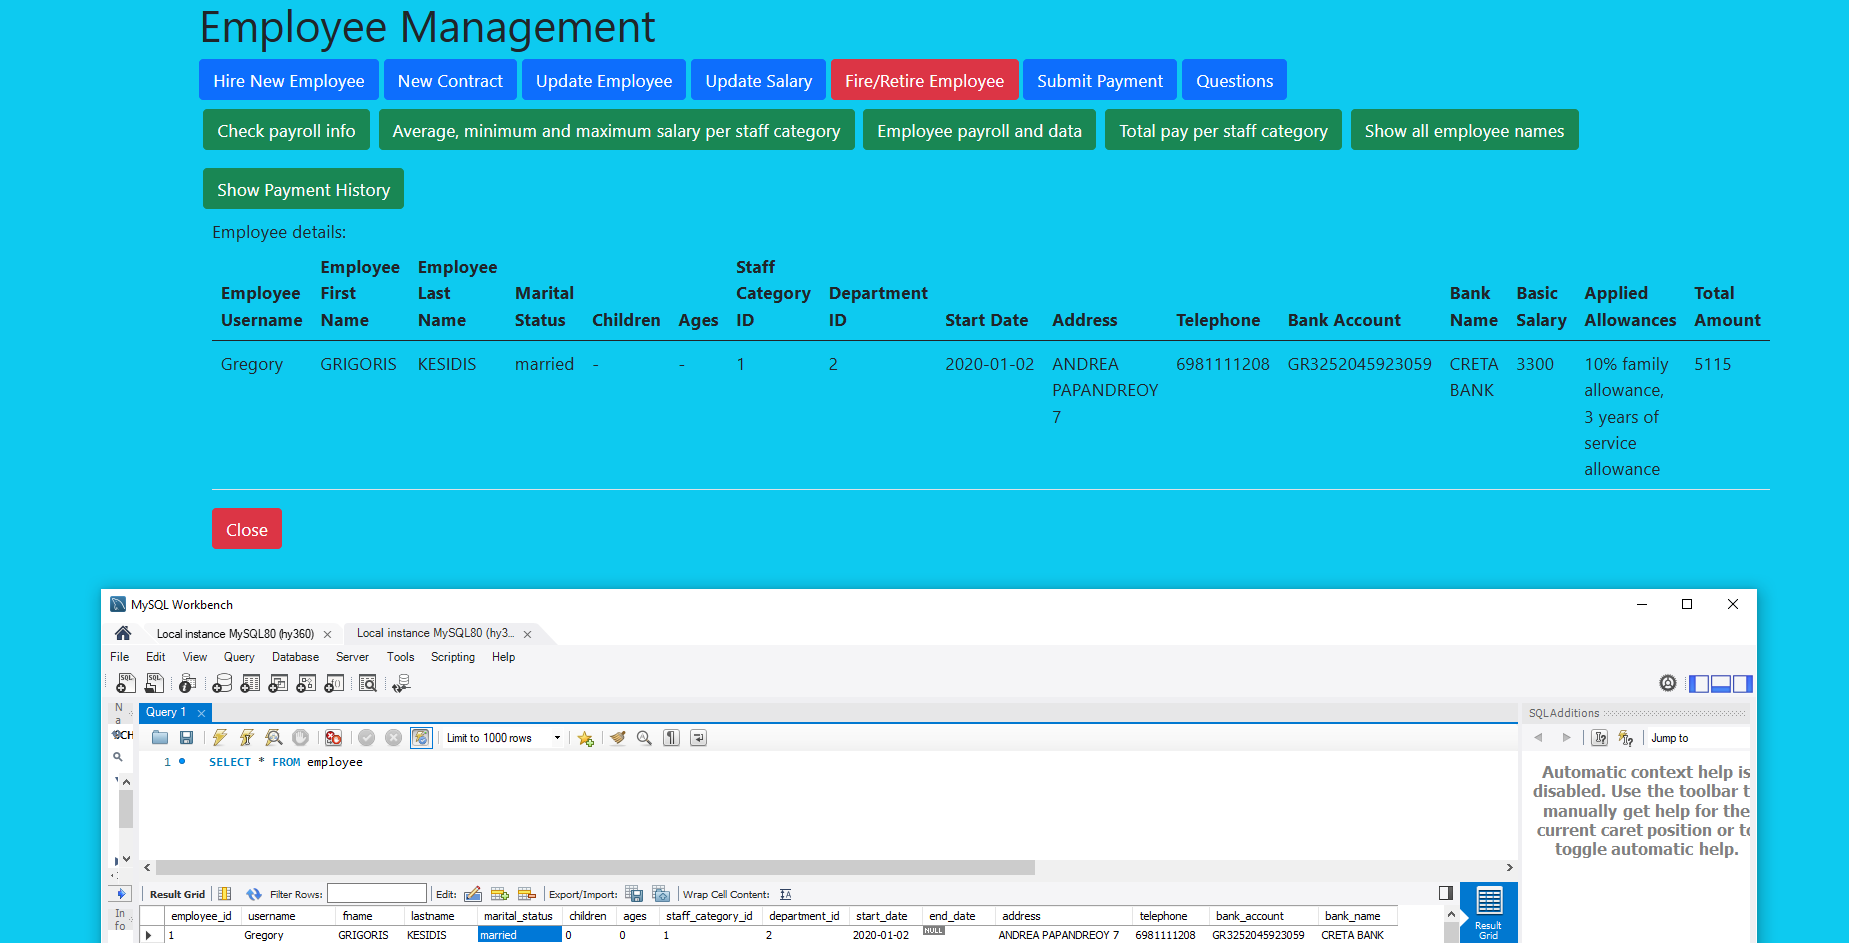 Employee Management
Hire New Employee New Contract Update Employee Update Salary Fire/Retire Employee Submit Payment Questions
Check payroll info Average, minimum and maximum salary per staff category Employee payroll and data Total pay per staff category Show all employee names
Show Payment History
Employee details:
Employee Username Employee First Name Employee Last Name Marital Status Children Ages Staff Category ID Department ID Start Date Address Telephone Bank Account Bank Name Basic Salary Applied Allowances Total Amount
Gregory GRIGORIS KESIDIS married - - 1 2 2020-01-02 ANDREA PAPANDREOY 7 6981111208 GR3252045923059 CRETA BANK 3300 10% family allowance, 3 years of service allowance 5115
Close
MySQL Workbench
Local instance MySQL80 (hy360) Local instance MySQL80 (hy3...
File Edit View Query Database Server Tools Scripting Help
Na
Query 1
SQLAdditions
SCH
Limit to 1000 rows
Jump to
1 SELECT * FROM employee
Automatic context help is
disabled. Use the toolbar t
manually get help for the
current caret position or to
toggle automatic help.
Result Grid Filter Rows: Edit: Export/Import: Wrap Cell Content:
Info
employee_id username fname lastname marital_status children ages staff_category_id department_id start_date end_date address telephone bank_account bank_name
1 Gregory GRIGORIS KESIDIS married 0 0 1 2 2020-01-02 NULL ANDREA PAPANDREOY 7 6981111208 GR3252045923059 CRETA BANK
Result
Grid